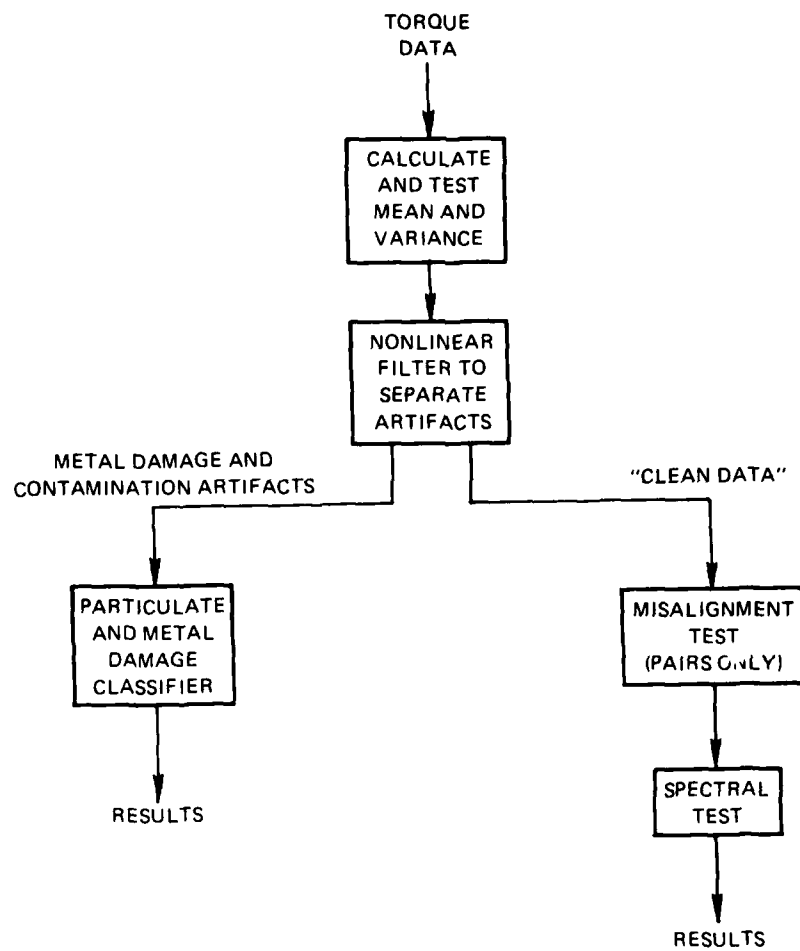 TORQUE
DATA
CALCULATE
AND TEST
MEAN AND
VARIANCE
NONLINEAR
FILTER TO
SEPARATE
ARTIFACTS
METAL DAMAGE AND
CONTAMINATION ARTIFACTS
"CLEAN DATA"
PARTICULATE
AND METAL
DAMAGE
CLASSIFIER
RESULTS
MISALIGNMENT
TEST
(PAIRS ONLY)
SPECTRAL
TEST
RESULTS